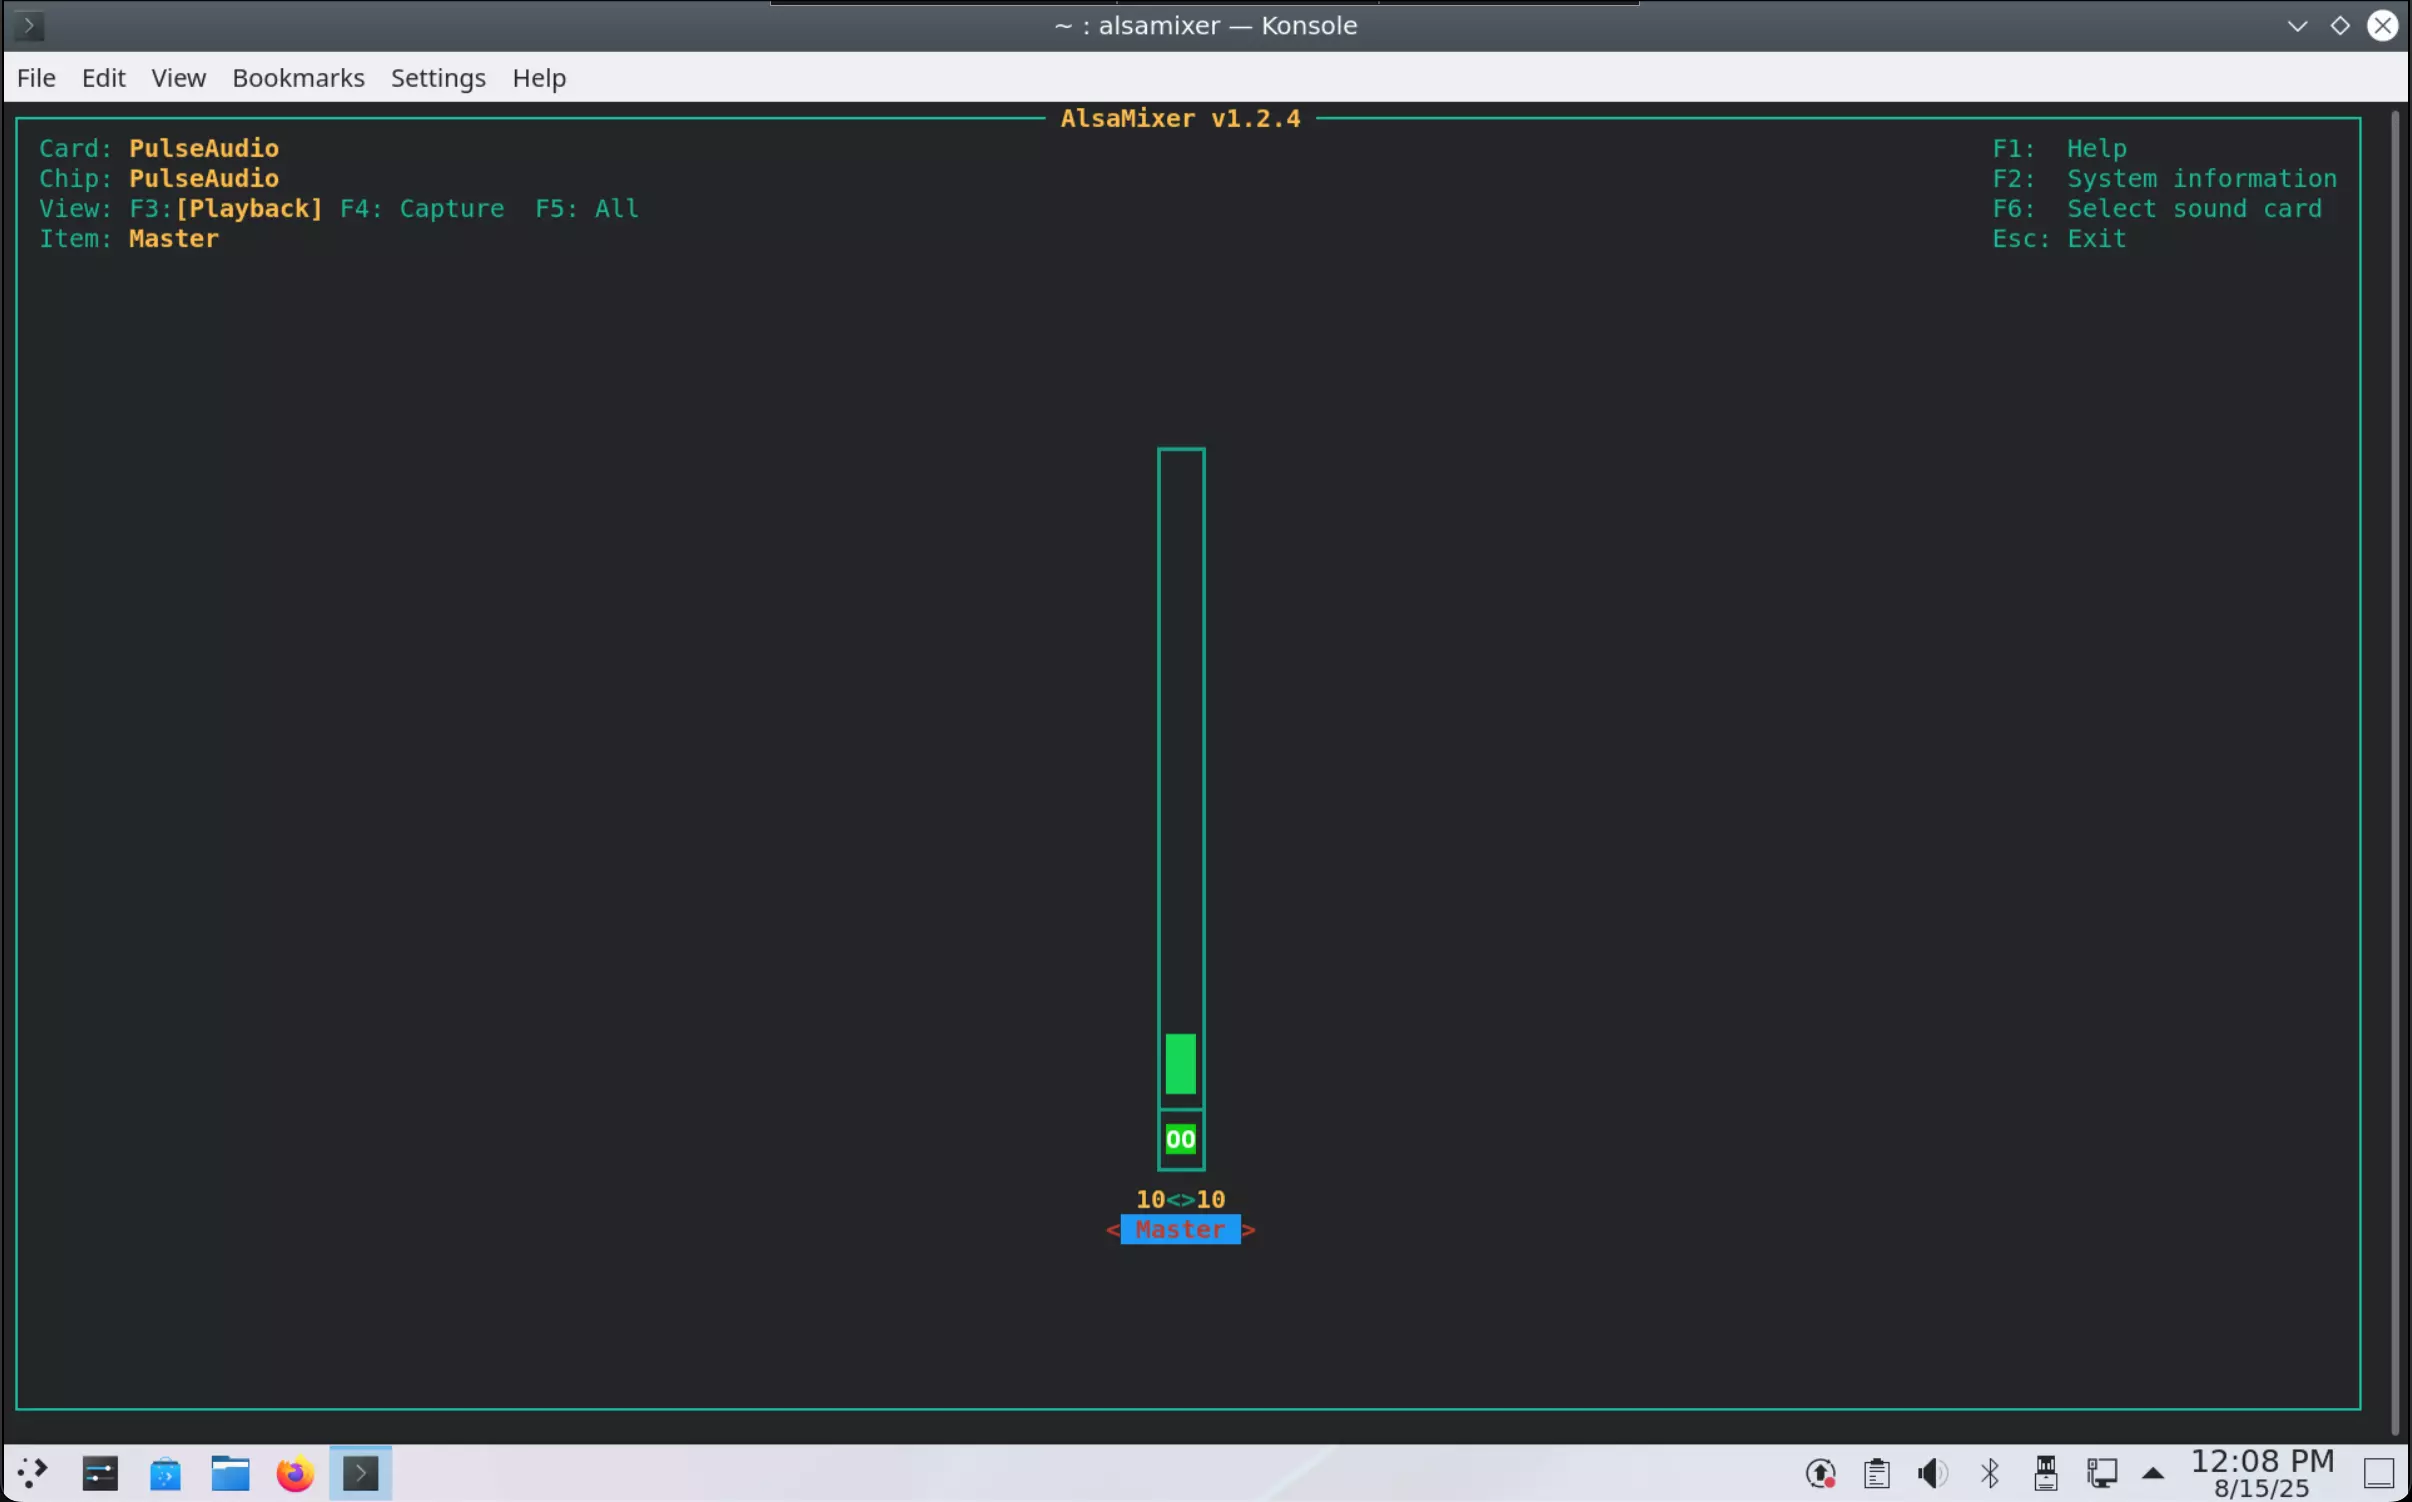 ~ : alsamixer — Konsole
File Edit View Bookmarks Settings Help
AlsaMixer v1.2.4
Card: PulseAudio F1: Help
Chip: PulseAudio F2: System information
View: F3:[Playback] F4: Capture F5: All F6: Select sound card
Item: Master Esc: Exit
OO
10<>10
< Master >
12:08 PM
8/15/25